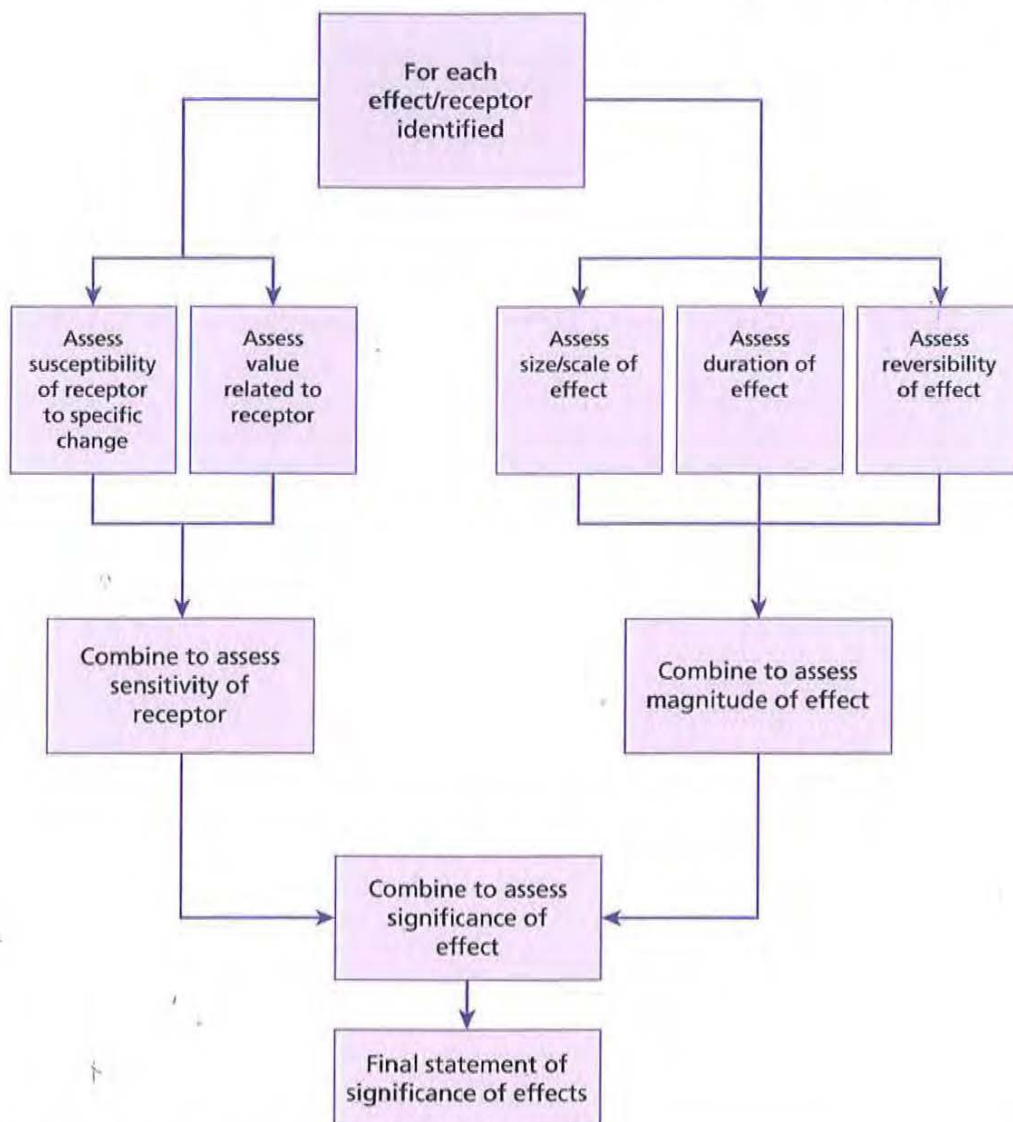 For each
effect/receptor
identified
Assess
susceptibility
of receptor
to specific
change
Assess
value
related to
receptor
Assess
size/scale of
effect
Assess
duration of
effect
Assess
reversibility
of effect
Combine to assess
sensitivity of
receptor
Combine to assess
magnitude of effect
Combine to assess
significance of
effect
Final statement of
significance of effects